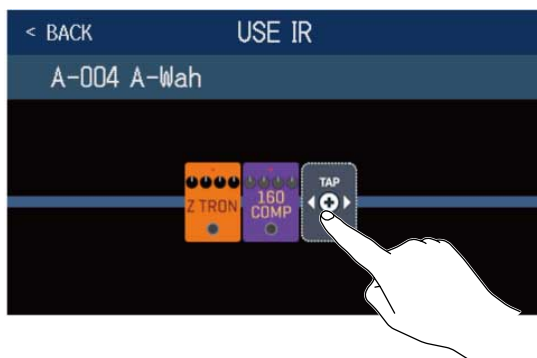 < BACK USE IR
A-004 A-Wah
Z TRON
160
COMP
TAP